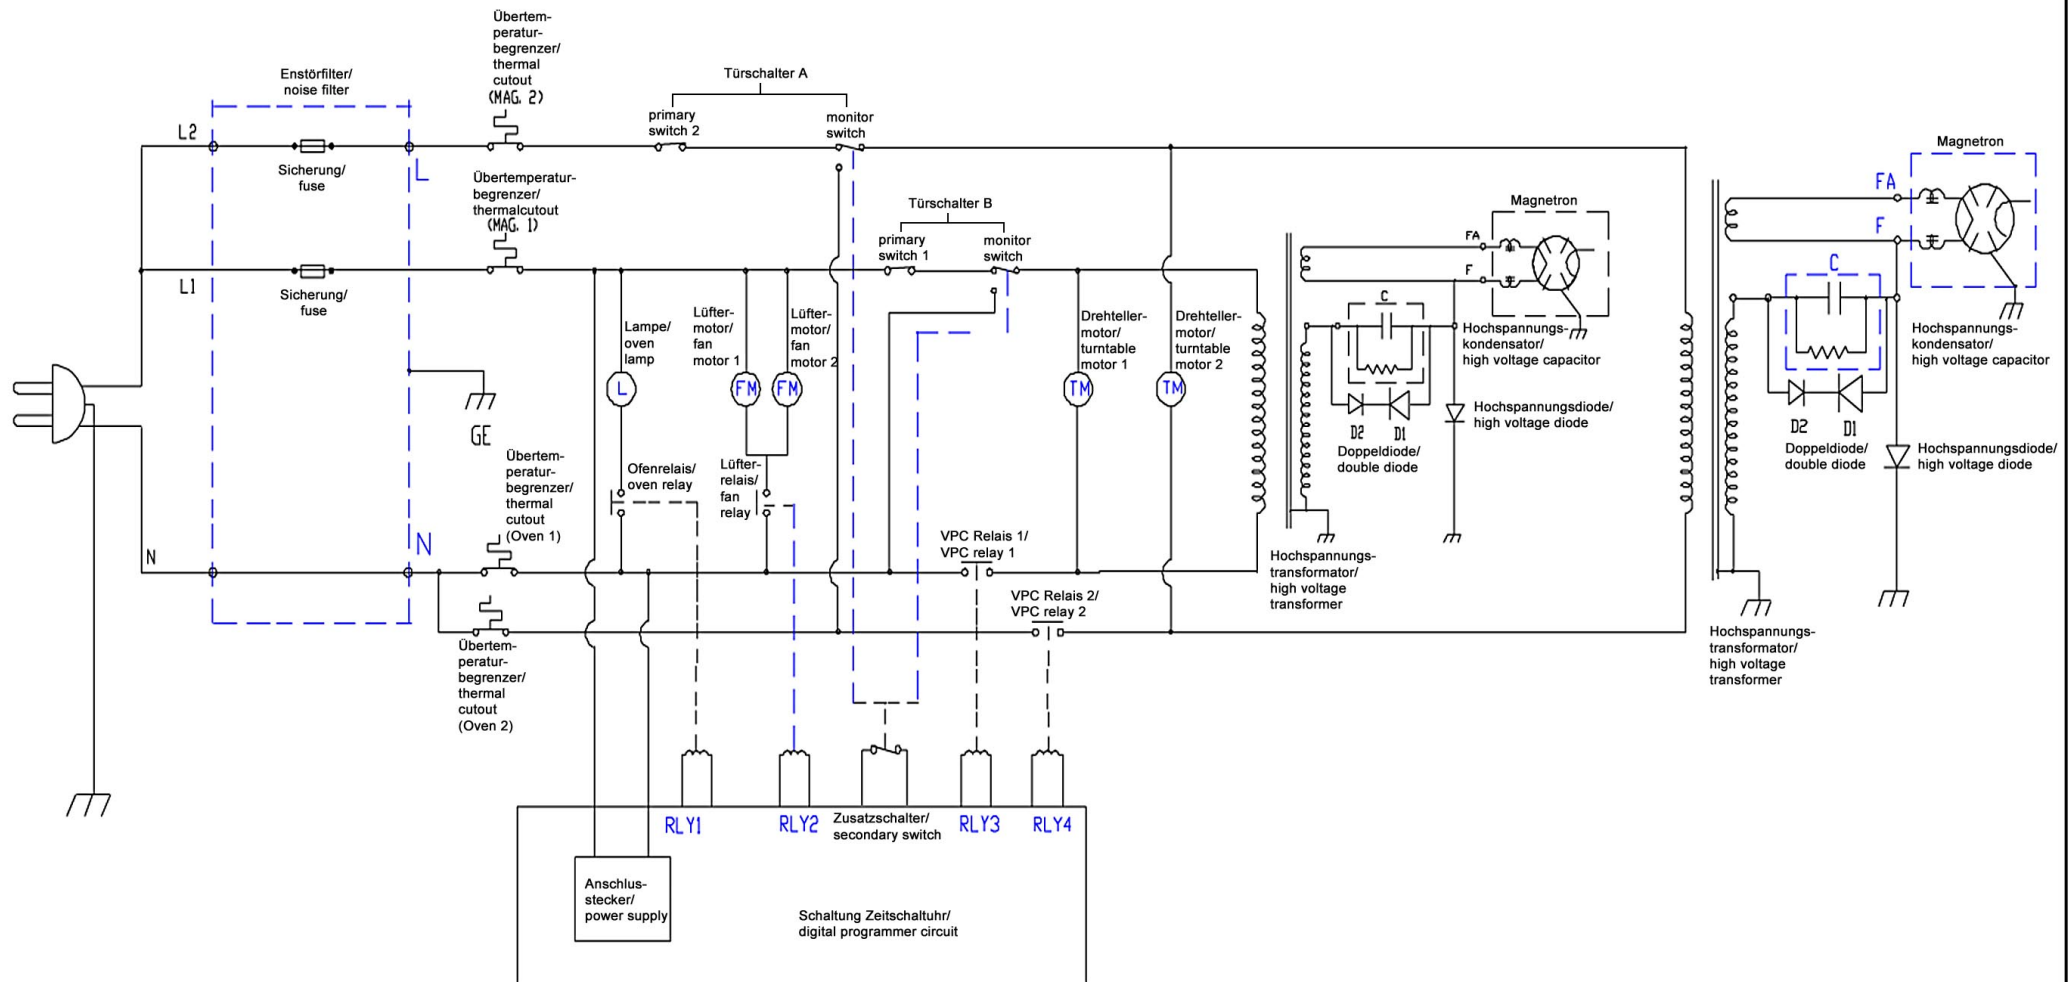 Übertem-
peratur-
begrenzer/
thermal
cutout
(MAG. 2)
Enstörfilter/
noise filter
Türschalter A
primary
switch 2
monitor
switch
L2
L
Sicherung/
fuse
Übertemperatur-
begrenzer/
thermalcutout
(MAG. 1)
Türschalter B
primary
switch 1
monitor
switch
L1
Sicherung/
fuse
Lampe/
oven
lamp
L
Lüfter-
motor/
fan
motor 1
FM
Lüfter-
motor/
fan
motor 2
FM
Drehteller-
motor/
turntable
motor 1
TM
Drehteller-
motor/
turntable
motor 2
TM
Magnetron
FA
F
C
Hochspannungs-
kondensator/
high voltage capacitor
D2
D1
Doppeldiode/
double diode
Hochspannungsdiode/
high voltage diode
Hochspannungs-
transformator/
high voltage
transformer
Magnetron
FA
F
C
Hochspannungs-
kondensator/
high voltage capacitor
D2
D1
Doppeldiode/
double diode
Hochspannungsdiode/
high voltage diode
Hochspannungs-
transformator/
high voltage
transformer
GE
Übertem-
peratur-
begrenzer/
thermal
cutout
(Oven 1)
Ofenrelais/
oven relay
Lüfter-
relais/
fan
relay
N
N
VPC Relais 1/
VPC relay 1
VPC Relais 2/
VPC relay 2
Übertem-
peratur-
begrenzer/
thermal
cutout
(Oven 2)
RLY1
RLY2
Zusatzschalter/
secondary switch
RLY3
RLY4
Anschlus-
stecker/
power supply
Schaltung Zeitschaltuhr/
digital programmer circuit